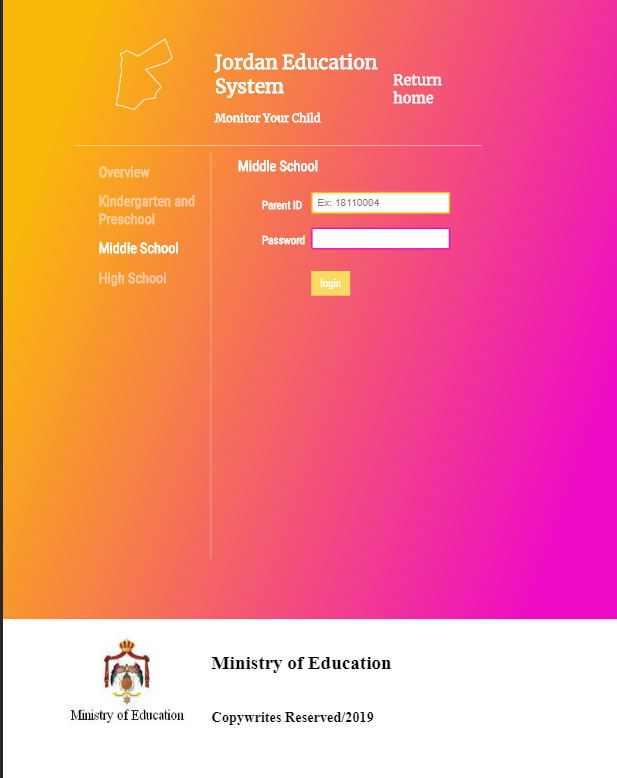 Jordan Education
System
Return
home
Monitor Your Child
Overview
Kindergarten and
Preschool
Middle School
High School
Middle School
Parent ID
Ex: 18110004
Password
login
Ministry of Education
Ministry of Education
Copywrites Reserved/2019